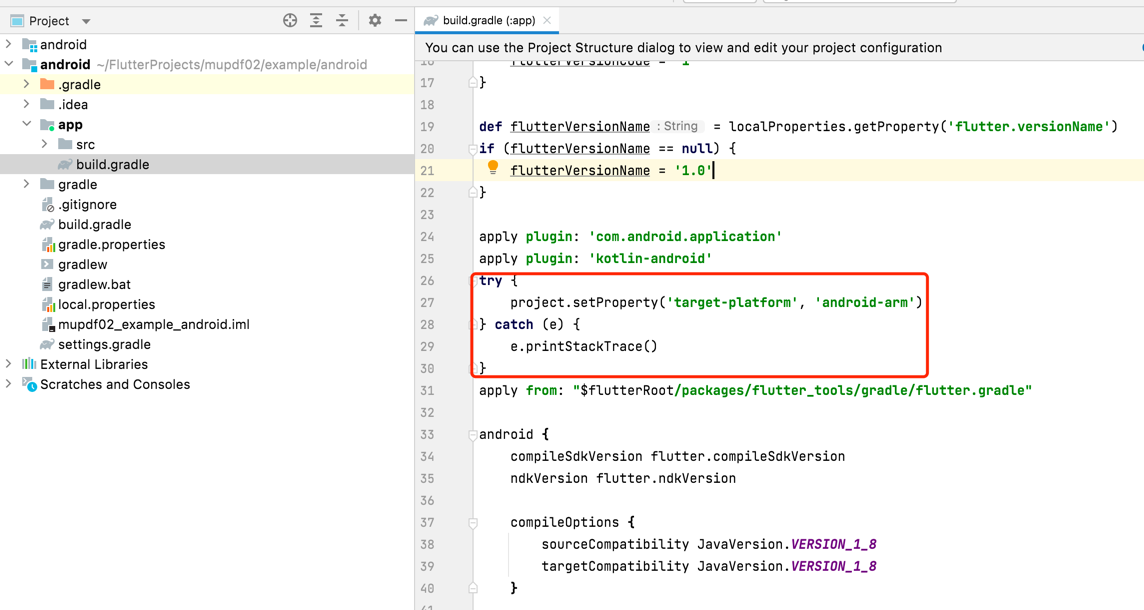 Project
build.gradle (:app)
You can use the Project Structure dialog to view and edit your project configuration
android
android ~/FlutterProjects/mupdf02/example/android
.gradle
.idea
app
src
build.gradle
gradle
.gitignore
build.gradle
gradle.properties
gradlew
gradlew.bat
local.properties
mupdf02_example_android.iml
settings.gradle
External Libraries
Scratches and Consoles
16 flutterVersionCode = '1'
17 }
18
19 def flutterVersionName : String = localProperties.getProperty('flutter.versionName')
20 if (flutterVersionName == null) {
21 flutterVersionName = '1.0'
22 }
23
24 apply plugin: 'com.android.application'
25 apply plugin: 'kotlin-android'
26 try {
27 project.setProperty('target-platform', 'android-arm')
28 } catch (e) {
29 e.printStackTrace()
30 }
31 apply from: "$flutterRoot/packages/flutter_tools/gradle/flutter.gradle"
32
33 android {
34 compileSdkVersion flutter.compileSdkVersion
35 ndkVersion flutter.ndkVersion
36
37 compileOptions {
38 sourceCompatibility JavaVersion.VERSION_1_8
39 targetCompatibility JavaVersion.VERSION_1_8
40 }
41